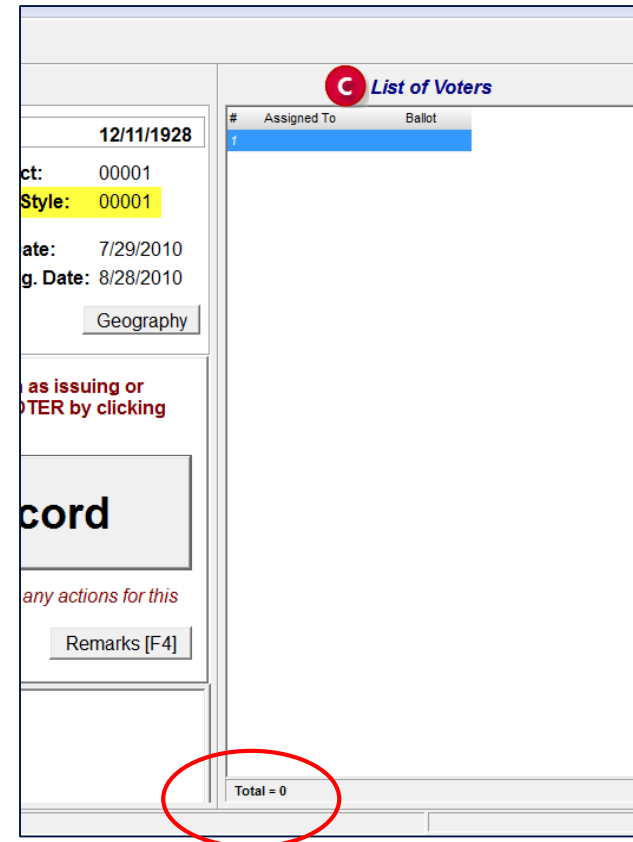 C List of Voters
# Assigned To Ballot
1
12/11/1928
ct: 00001
Style: 00001
ate: 7/29/2010
g. Date: 8/28/2010
Geography
as issuing or
OTER by clicking
cord
any actions for this
Remarks [F4]
Total = 0